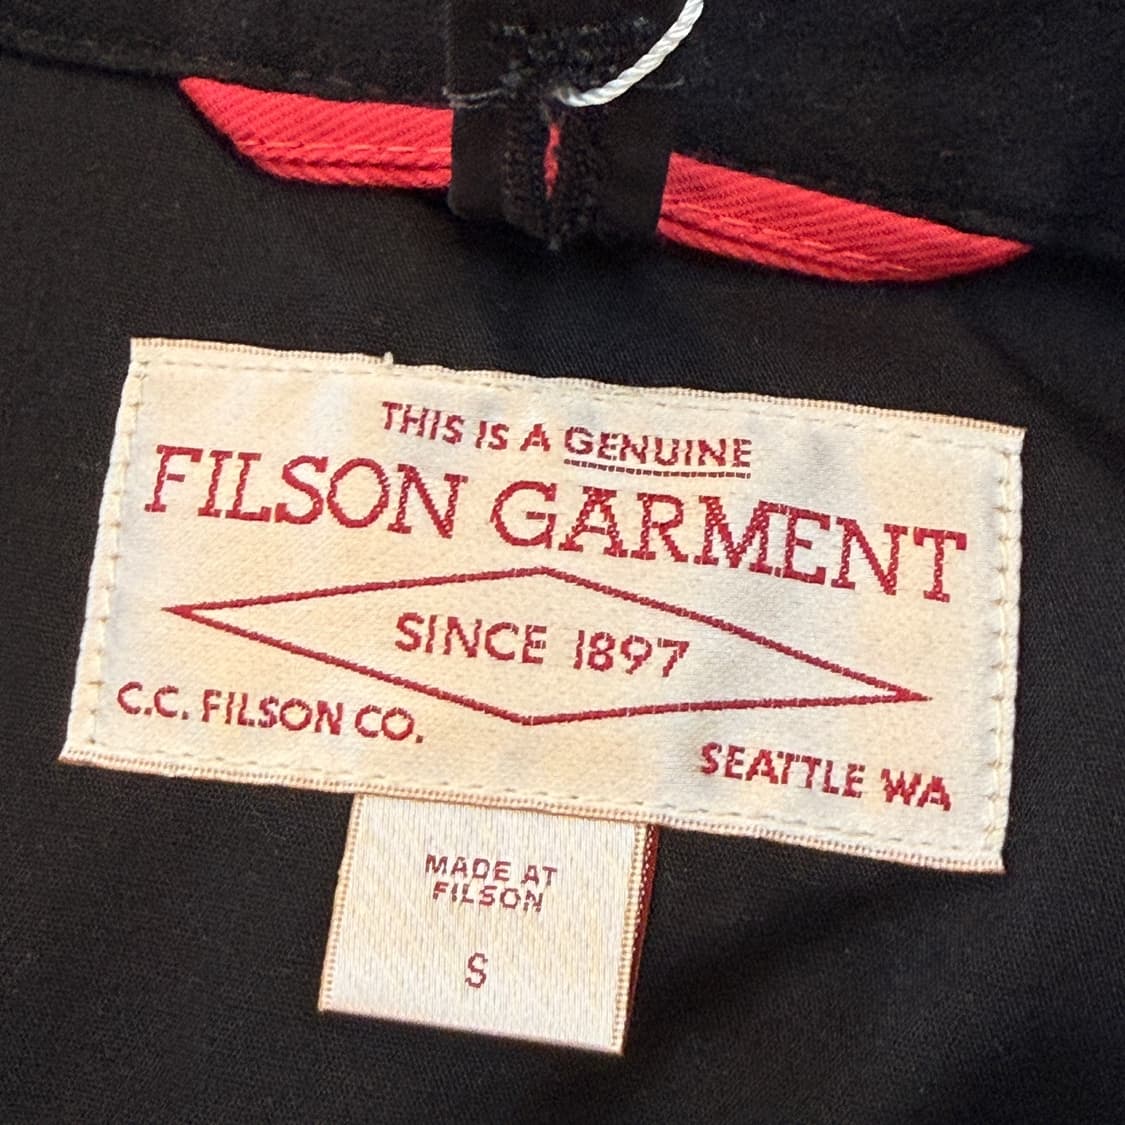 THIS IS A GENUINE
FILSON GARMENT
SINCE 1897
C.C. FILSON CO.
SEATTLE WA
MADE AT
FILSON
S